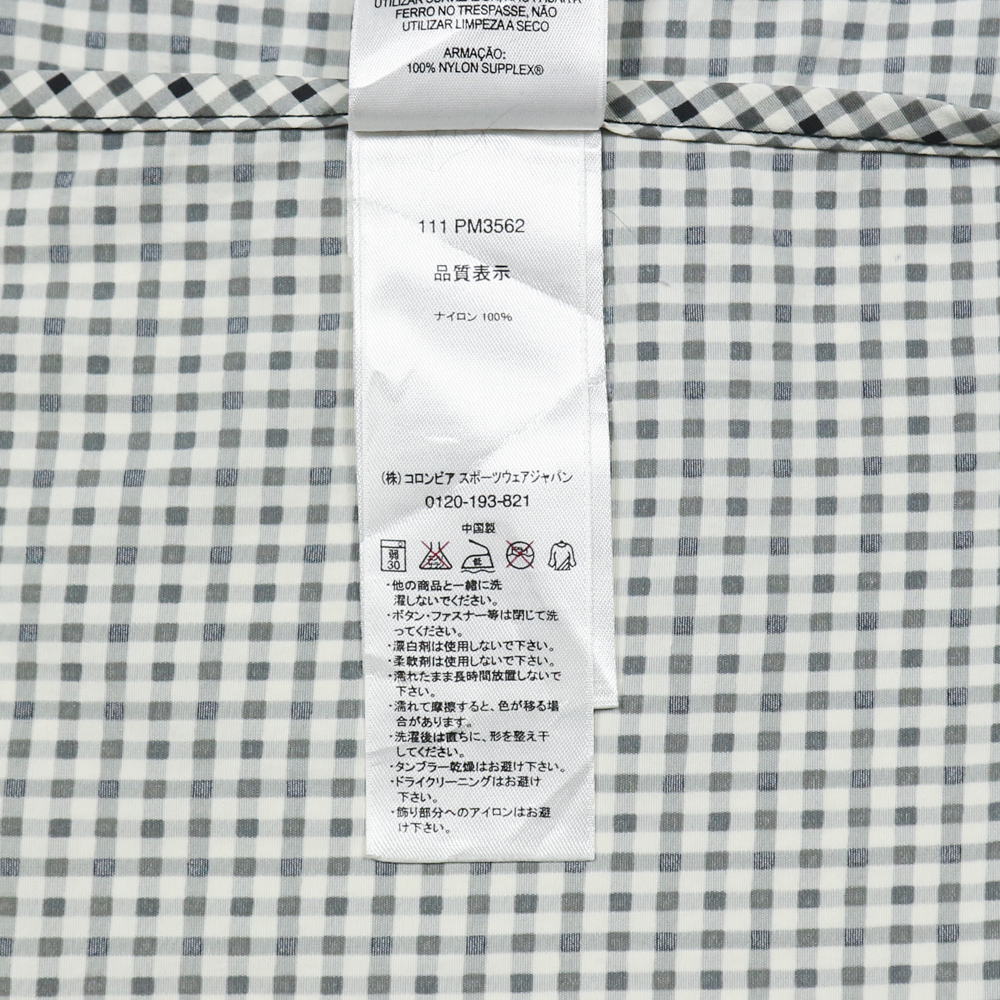 FERRO NO TRESPASSE, NÃO
UTILIZAR LIMPEZA À SECO
ARMAÇÃO:
100% NYLON SUPPLEX®
111 PM3562
品質表示
ナイロン 100%
(株) コロンビア スポーツウェアジャパン
0120-193-821
中国製
弱
30
低
・他の商品と一緒に洗
濯しないでください。
・ボタン・ファスナー等は閉じて洗
ってください。
・漂白剤は使用しないで下さい。
・柔軟剤は使用しないで下さい。
・濡れたまま長時間放置しないで
下さい。
・濡れて摩擦すると、色が移る場
合があります。
・洗濯後は直ちに、形を整え干
してください。
・タンブラー乾燥はお避け下さい。
・ドライクリーニングはお避け
下さい。
・飾り部分へのアイロンはお避
け下さい。